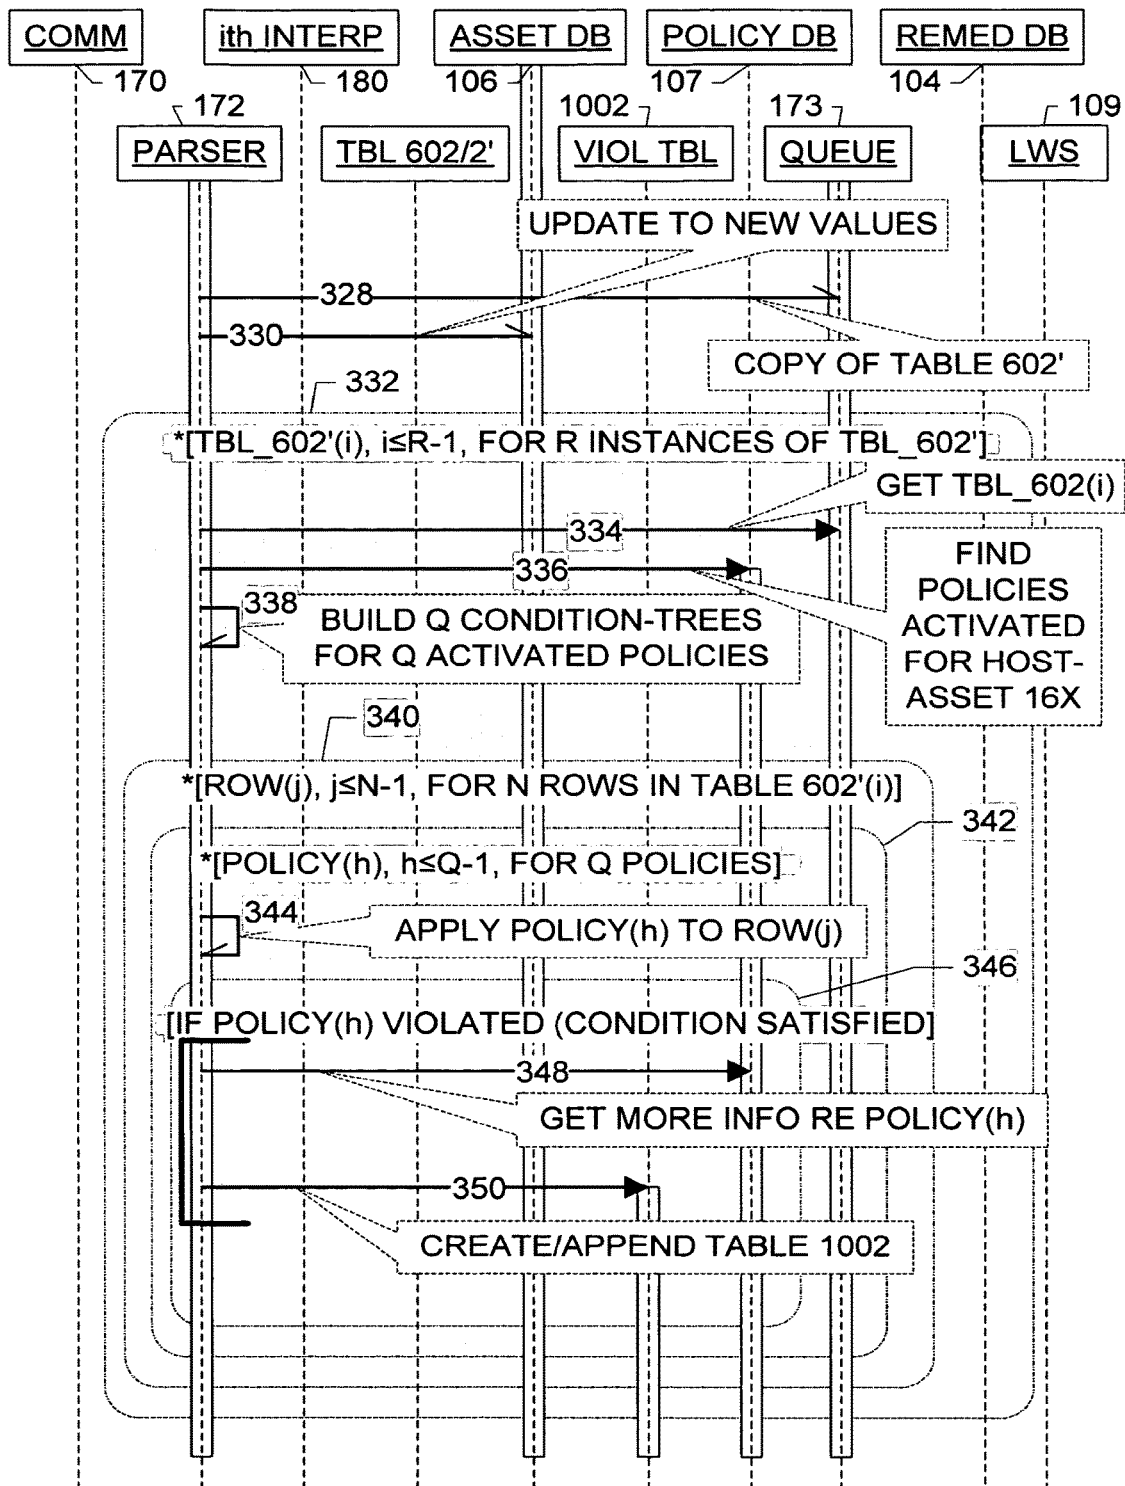 COMM
ith INTERP
ASSET DB
POLICY DB
REMED DB
170
180
106
107
104
172
1002
173
109
PARSER
TBL 602/2'
VIOL TBL
QUEUE
LWS
UPDATE TO NEW VALUES
328
330
COPY OF TABLE 602'
332
*[TBL_602'(i), i≤R-1, FOR R INSTANCES OF TBL_602']
GET TBL_602(i)
334
336
FIND
POLICIES
ACTIVATED
FOR HOST-
ASSET 16X
338
BUILD Q CONDITION-TREES
FOR Q ACTIVATED POLICIES
340
*[ROW(j), j≤N-1, FOR N ROWS IN TABLE 602'(i)]
342
*[POLICY(h), h≤Q-1, FOR Q POLICIES]
344
APPLY POLICY(h) TO ROW(j)
346
[IF POLICY(h) VIOLATED (CONDITION SATISFIED]
348
GET MORE INFO RE POLICY(h)
350
CREATE/APPEND TABLE 1002